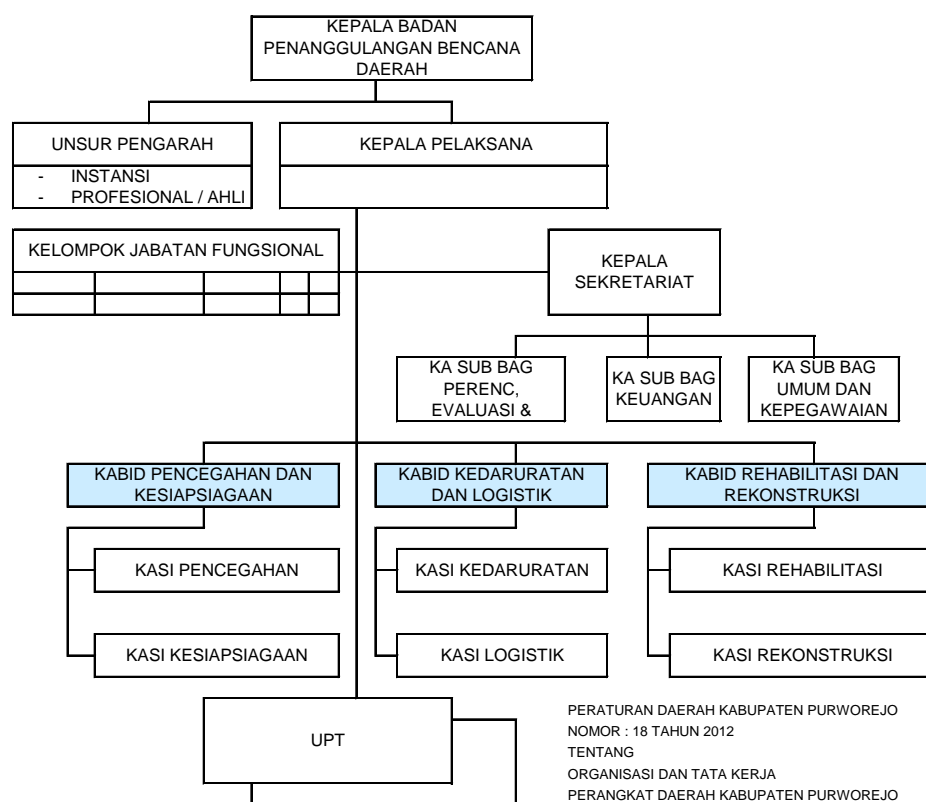 KEPALA BADAN
PENANGGULANGAN BENCANA
DAERAH
UNSUR PENGARAH
- INSTANSI
- PROFESIONAL / AHLI
KEPALA PELAKSANA
KELOMPOK JABATAN FUNGSIONAL
KEPALA
SEKRETARIAT
KA SUB BAG
PERENC,
EVALUASI &
KA SUB BAG
KEUANGAN
KA SUB BAG
UMUM DAN
KEPEGAWAIAN
KABID PENCEGAHAN DAN
KESIAPSIAGAAN
KABID KEDARURATAN
DAN LOGISTIK
KABID REHABILITASI DAN
REKONSTRUKSI
KASI PENCEGAHAN
KASI KEDARURATAN
KASI REHABILITASI
KASI KESIAPSIAGAAN
KASI LOGISTIK
KASI REKONSTRUKSI
UPT
PERATURAN DAERAH KABUPATEN PURWOREJO
NOMOR : 18 TAHUN 2012
TENTANG
ORGANISASI DAN TATA KERJA
PERANGKAT DAERAH KABUPATEN PURWOREJO